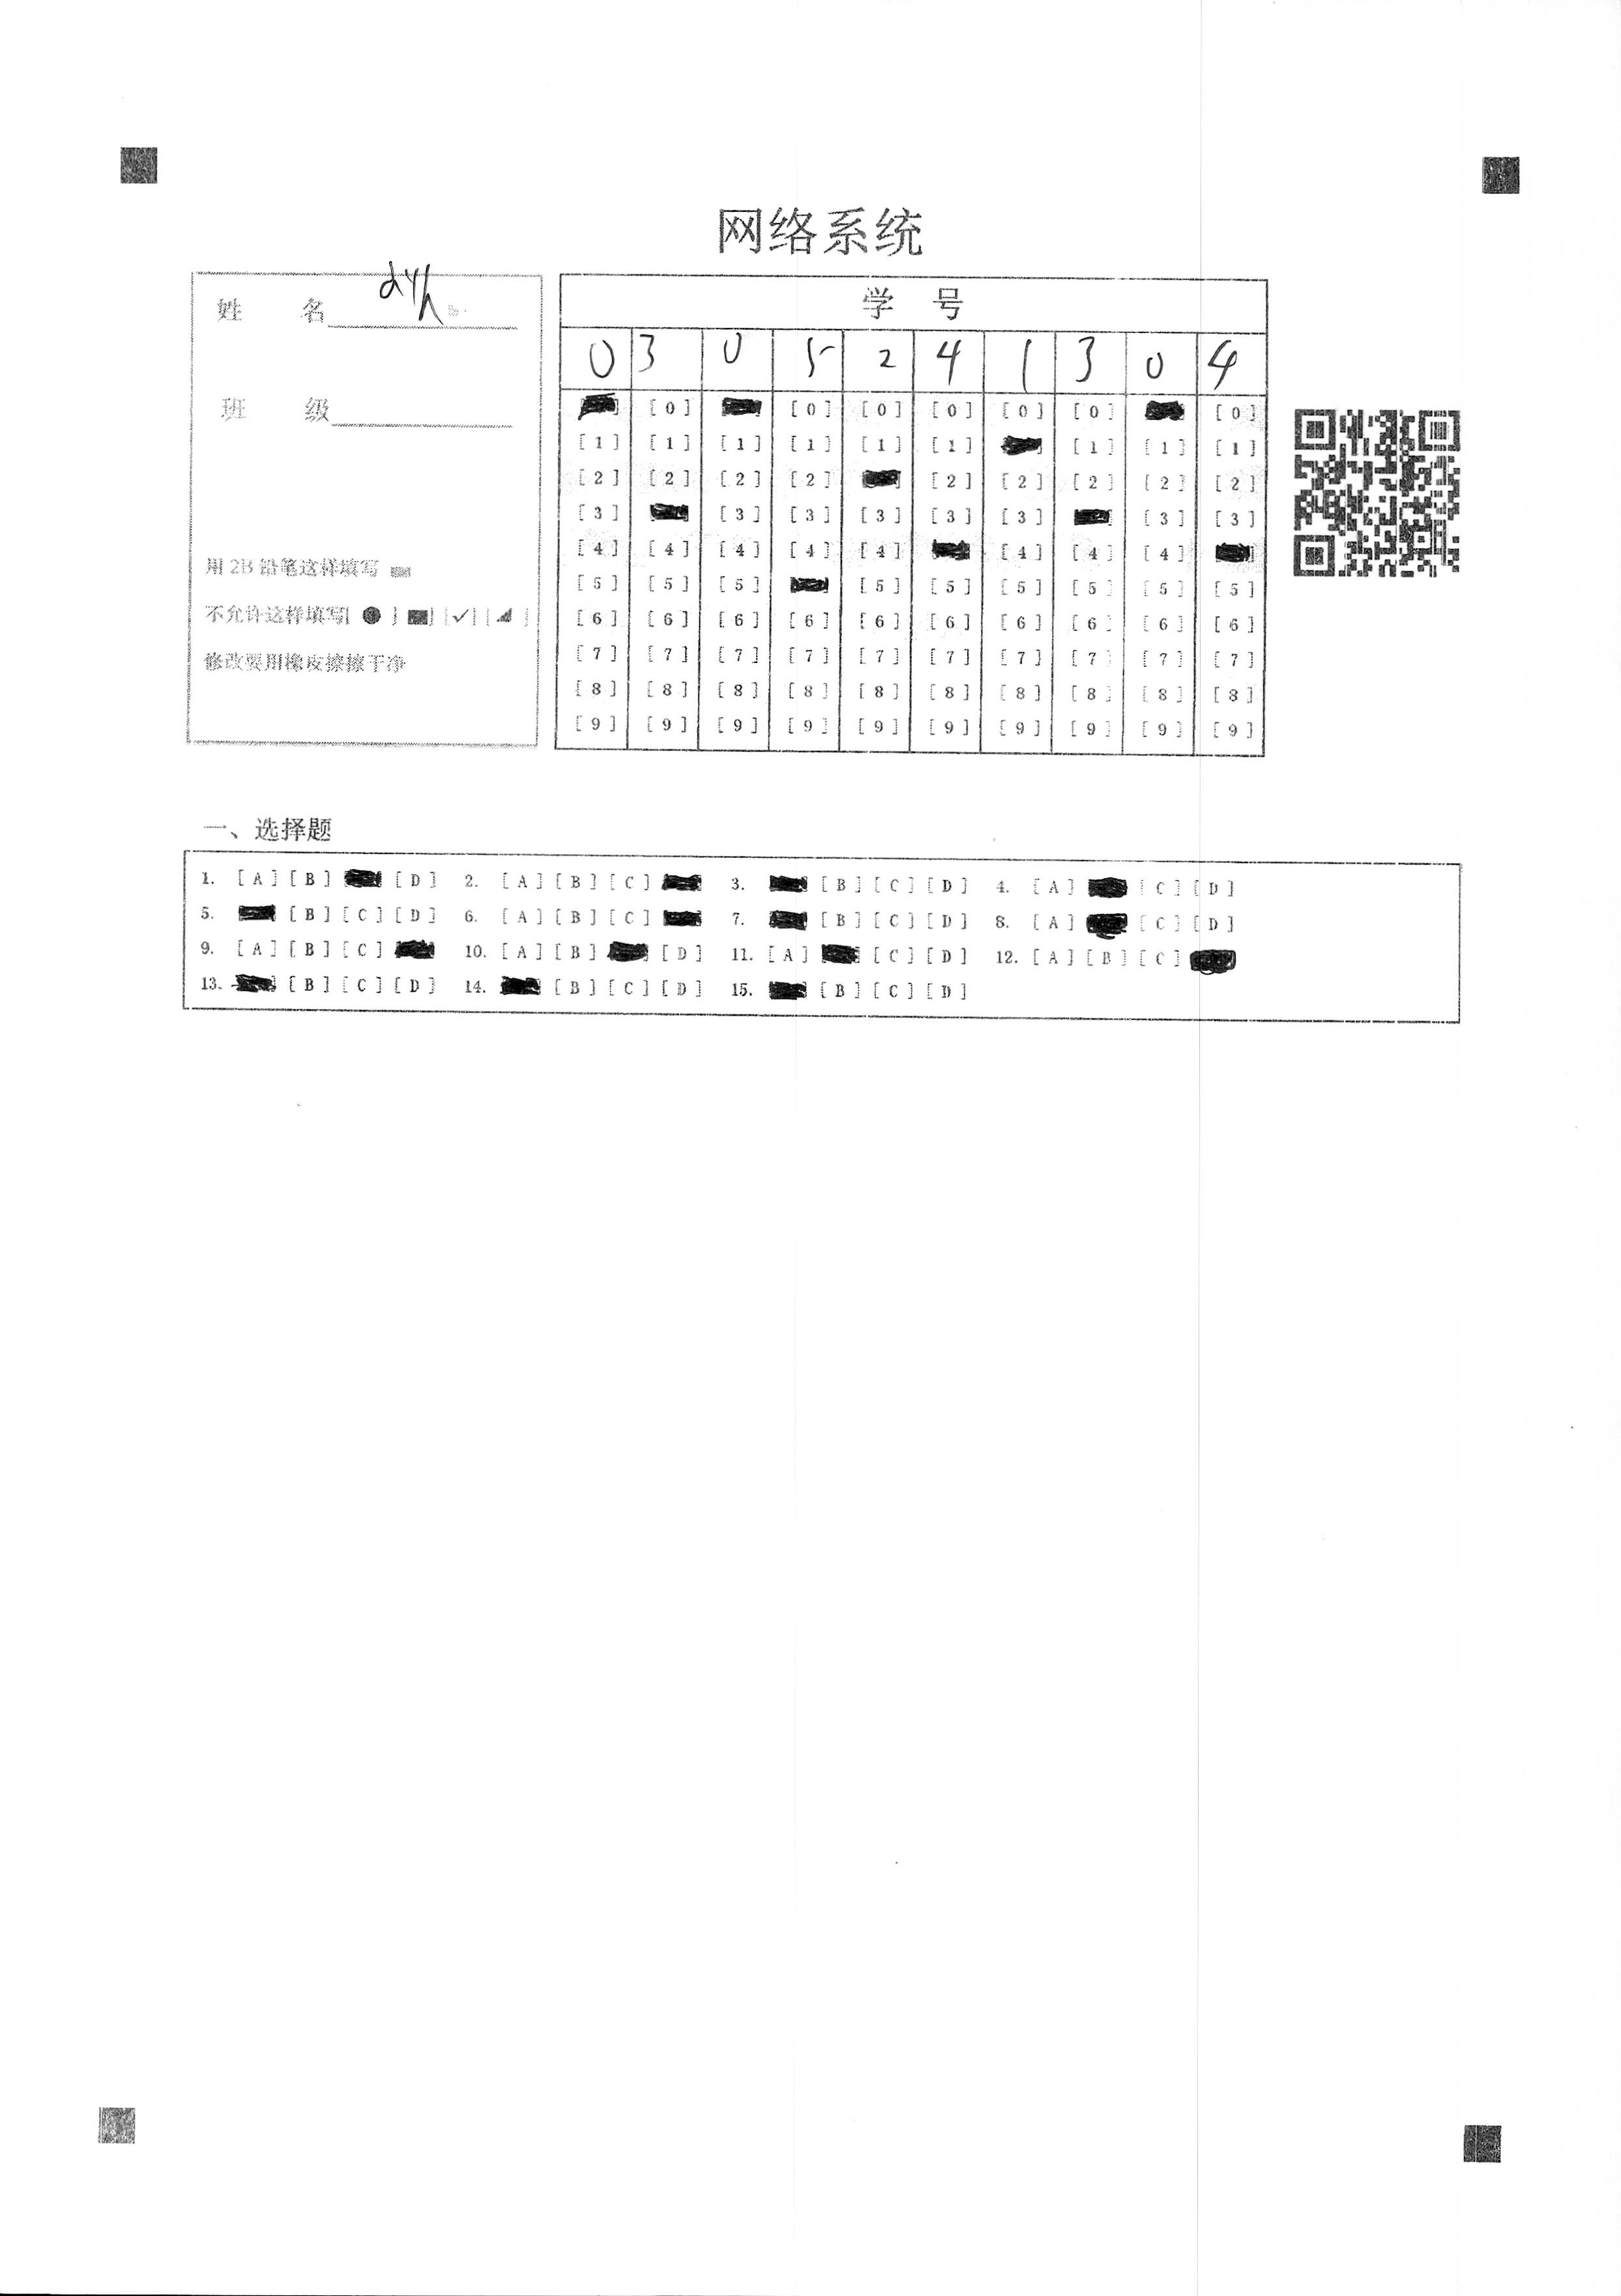 网络系统
姓 名
班 级
用 2B 铅笔这样填写
不允许这样填写[ ● ] [■] [✓] [◢ ]
修改要用橡皮擦擦干净
学 号
0 3 0 5 2 4 1 3 0 4
[0] [0] [0] [0] [0] [0] [0]
[1] [1] [1] [1] [1] [1] [1] [1] [1]
[2] [2] [2] [2] [2] [2] [2] [2] [2]
[3] [3] [3] [3] [3] [3] [3] [3]
[4] [4] [4] [4] [4] [4] [4] [4]
[5] [5] [5] [5] [5] [5] [5] [5] [5]
[6] [6] [6] [6] [6] [6] [6] [6] [6] [6]
[7] [7] [7] [7] [7] [7] [7] [7] [7] [7]
[8] [8] [8] [8] [8] [8] [8] [8] [8] [8]
[9] [9] [9] [9] [9] [9] [9] [9] [9] [9]
一、选择题
1. [A] [B] [D] 2. [A] [B] [C] 3. [B] [C] [D] 4. [A] [C] [D]
5. [B] [C] [D] 6. [A] [B] [C] 7. [B] [C] [D] 8. [A] [C] [D]
9. [A] [B] [C] 10. [A] [B] [D] 11. [A] [C] [D] 12. [A] [B] [C]
13. [B] [C] [D] 14. [B] [C] [D] 15. [B] [C] [D]